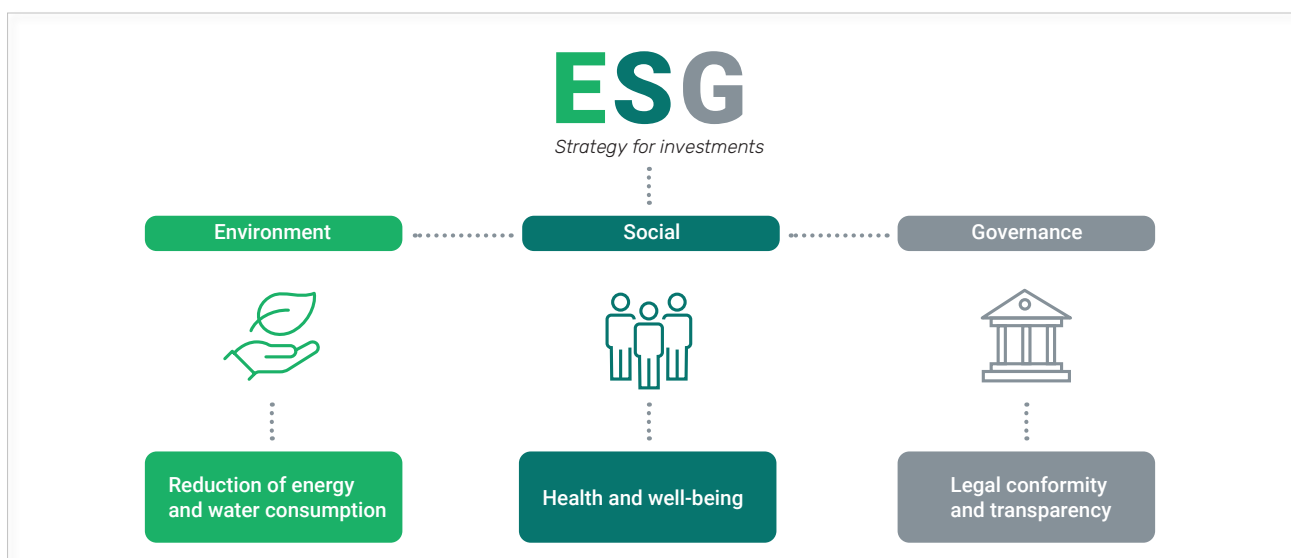 ESG
Strategy for investments
Environment
Social
Governance
Reduction of energy
and water consumption
Health and well-being
Legal conformity
and transparency